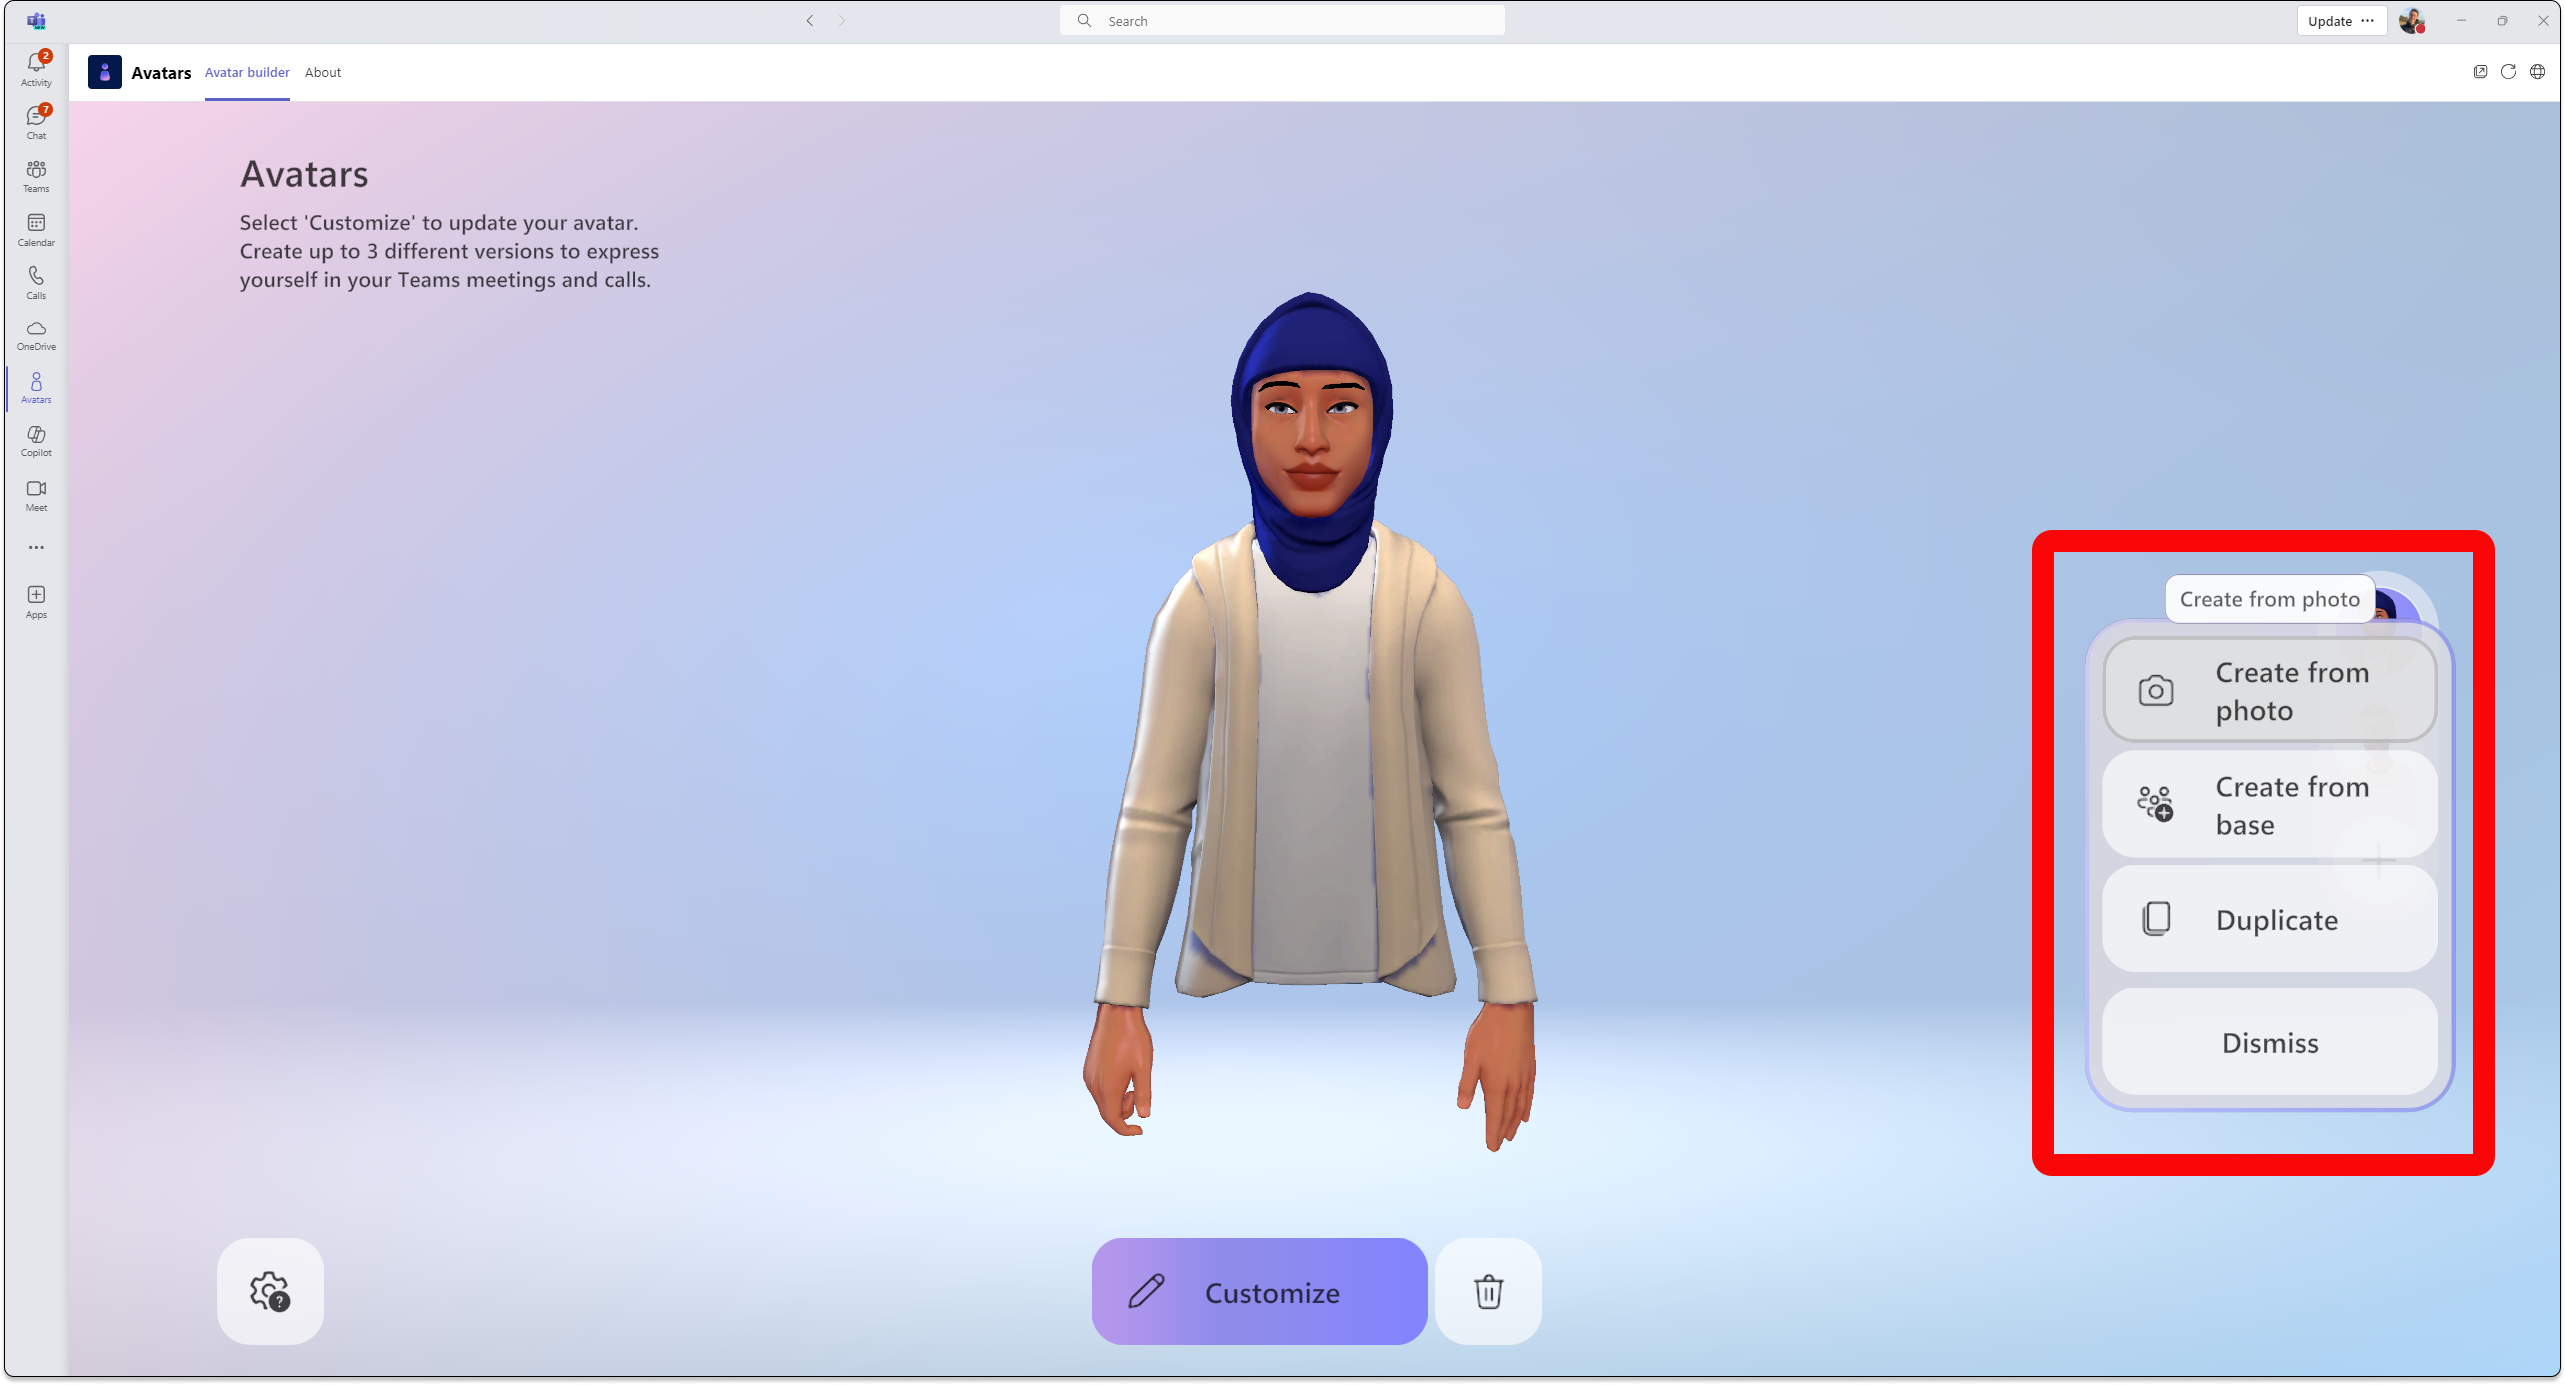 Search
Update
2
Activity
7
Chat
Teams
Calendar
Calls
OneDrive
Avatars
Copilot
Meet
Apps
Avatars
Avatar builder
About
Avatars
Select 'Customize' to update your avatar.
Create up to 3 different versions to express
yourself in your Teams meetings and calls.
Create from photo
Create from
photo
Create from
base
Duplicate
Dismiss
?
Customize